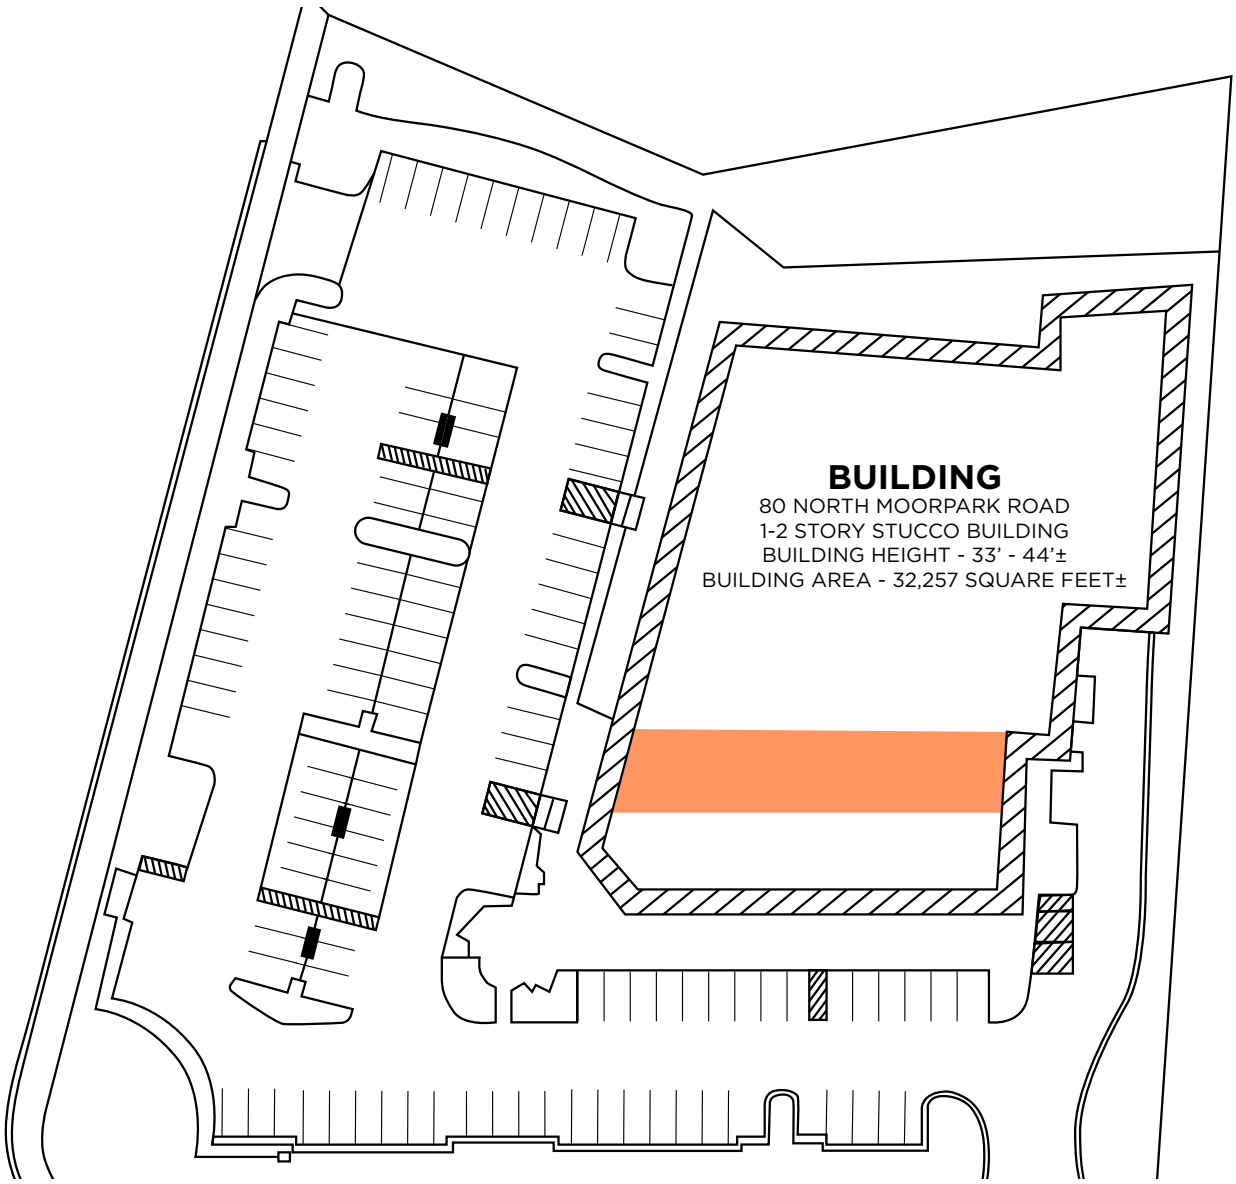 BUILDING
80 NORTH MOORPARK ROAD
1-2 STORY STUCCO BUILDING
BUILDING HEIGHT - 33' - 44'±
BUILDING AREA - 32,257 SQUARE FEET±